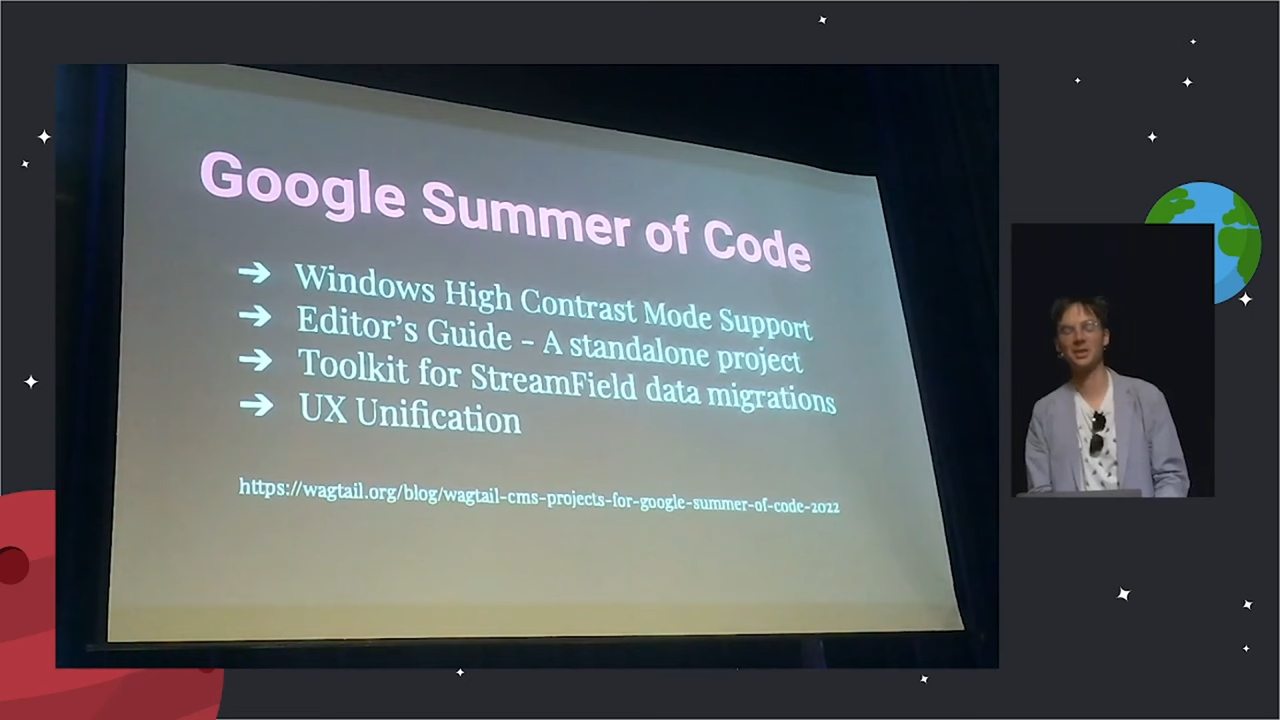 Google Summer of Code
➔ Windows High Contrast Mode Support
➔ Editor's Guide - A standalone project
➔ Toolkit for StreamField data migrations
➔ UX Unification
https://wagtail.org/blog/wagtail-cms-projects-for-google-summer-of-code-2022